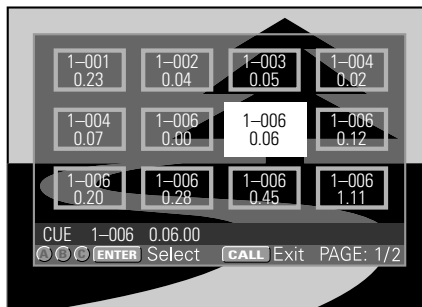 1–001 1–002 1–003 1–004
0.23 0.04 0.05 0.02
1–004 1–006 1–006 1–006
0.07 0.00 0.06 0.12
1–006 1–006 1–006 1–006
0.20 0.28 0.45 1.11
CUE 1–006 0.06.00
A B C ENTER Select CALL Exit PAGE: 1/2